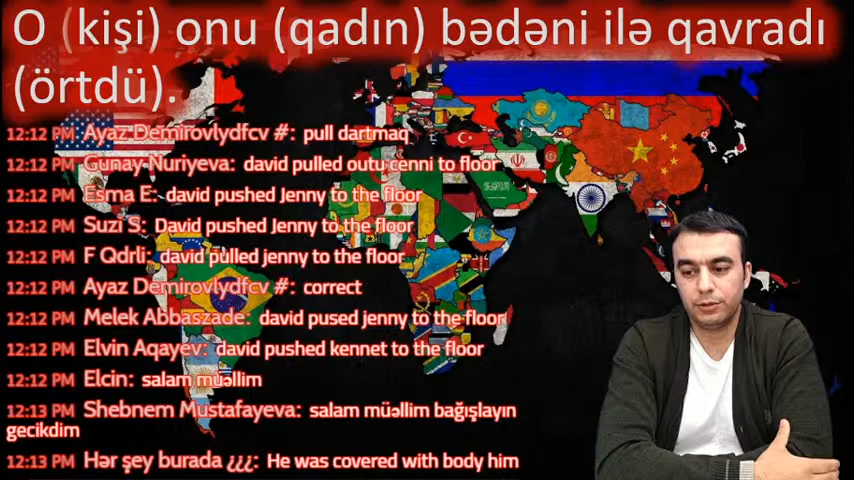 O (kişi) onu (qadın) bədəni ilə qavradı
(örtdü).
12:12 PM Ayaz Demirovlydfcv #: pull dartmaq
12:12 PM Gunay Nuriyeva: david pulled outu cenni to floor
12:12 PM Esma E: david pushed Jenny to the floor
12:12 PM Suzi S: David pushed Jenny to the floor
12:12 PM F Qdrli: david pulled jenny to the floor
12:12 PM Ayaz Demirovlydfcv #: correct
12:12 PM Melek Abbaszade: david pused jenny to the floor
12:12 PM Elvin Aqayev: david pushed kennet to the floor
12:12 PM Elcin: salam müəllim
12:13 PM Shebnem Mustafayeva: salam müəllim bağışlayın
gecikdim
12:13 PM Hər şey burada ¿¿¿: He was covered with body him